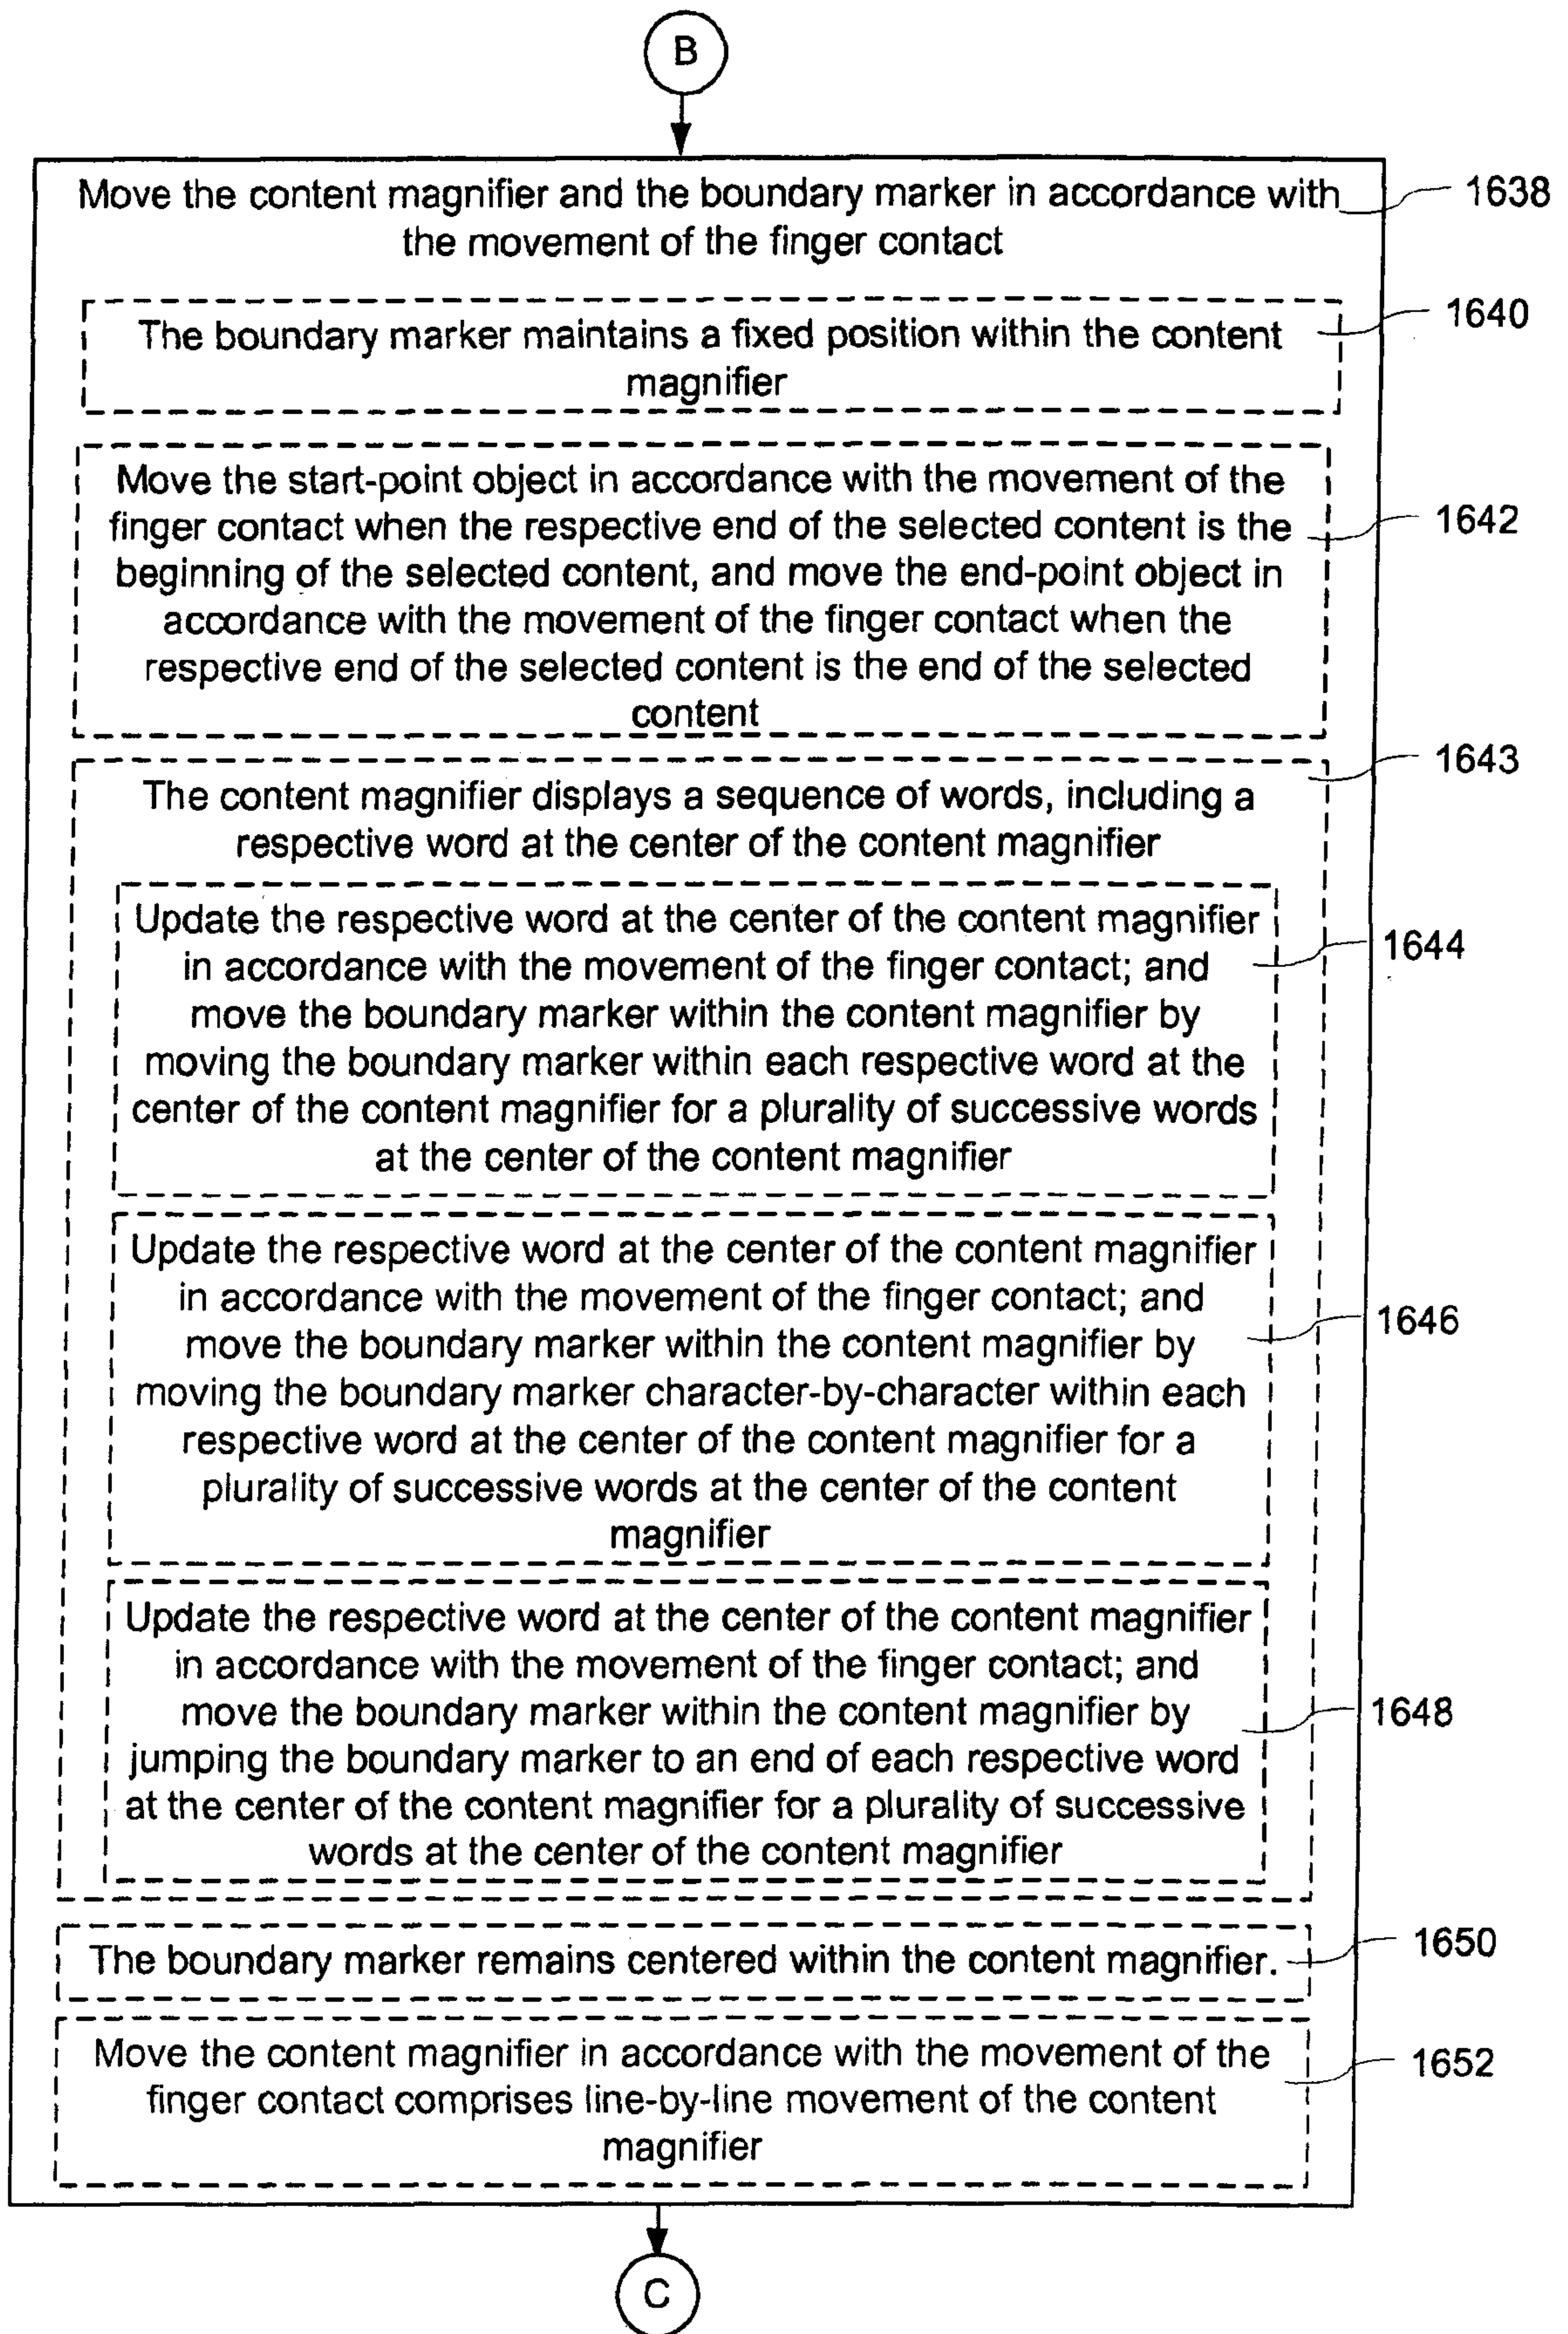 B
Move the content magnifier and the boundary marker in accordance with
the movement of the finger contact
1638
The boundary marker maintains a fixed position within the content
magnifier
1640
Move the start-point object in accordance with the movement of the
finger contact when the respective end of the selected content is the
beginning of the selected content, and move the end-point object in
accordance with the movement of the finger contact when the
respective end of the selected content is the end of the selected
content
1642
1643
The content magnifier displays a sequence of words, including a
respective word at the center of the content magnifier
Update the respective word at the center of the content magnifier
in accordance with the movement of the finger contact; and
move the boundary marker within the content magnifier by
moving the boundary marker within each respective word at the
center of the content magnifier for a plurality of successive words
at the center of the content magnifier
1644
Update the respective word at the center of the content magnifier
in accordance with the movement of the finger contact; and
move the boundary marker within the content magnifier by
moving the boundary marker character-by-character within each
respective word at the center of the content magnifier for a
plurality of successive words at the center of the content
magnifier
1646
Update the respective word at the center of the content magnifier
in accordance with the movement of the finger contact; and
move the boundary marker within the content magnifier by
jumping the boundary marker to an end of each respective word
at the center of the content magnifier for a plurality of successive
words at the center of the content magnifier
1648
The boundary marker remains centered within the content magnifier.
1650
Move the content magnifier in accordance with the movement of the
finger contact comprises line-by-line movement of the content
magnifier
1652
C